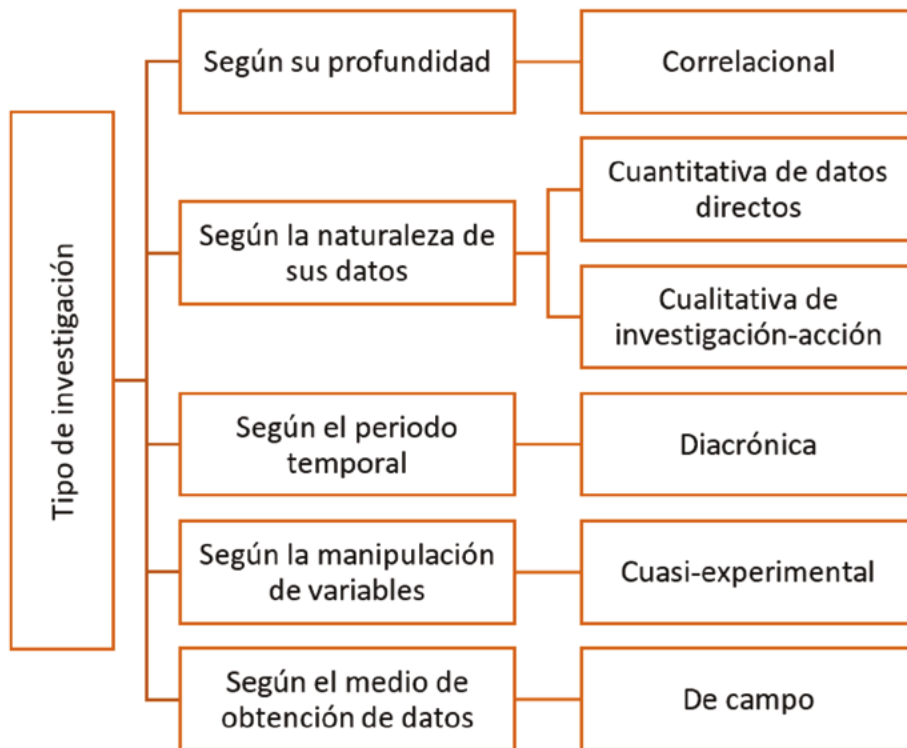 Tipo de investigación
Según su profundidad
Correlacional
Según la naturaleza de
sus datos
Cuantitativa de datos
directos
Cualitativa de
investigación-acción
Según el periodo
temporal
Diacrónica
Según la manipulación
de variables
Cuasi-experimental
Según el medio de
obtención de datos
De campo